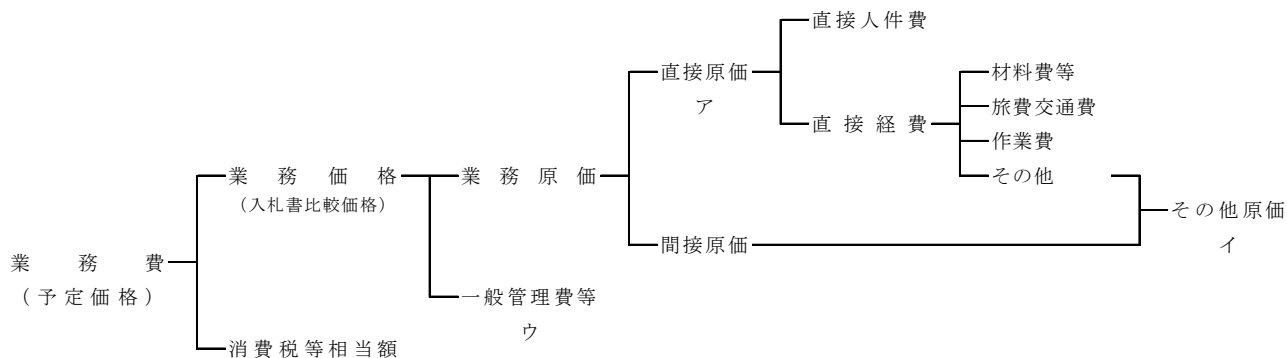 直接人件費
直接原価
ア
材料費等
旅費交通費
直接経費
作業費
業務価格
(入札書比較価格)
業務原価
その他
その他原価
イ
間接原価
業務費
(予定価格)
一般管理費等
ウ
消費税等相当額